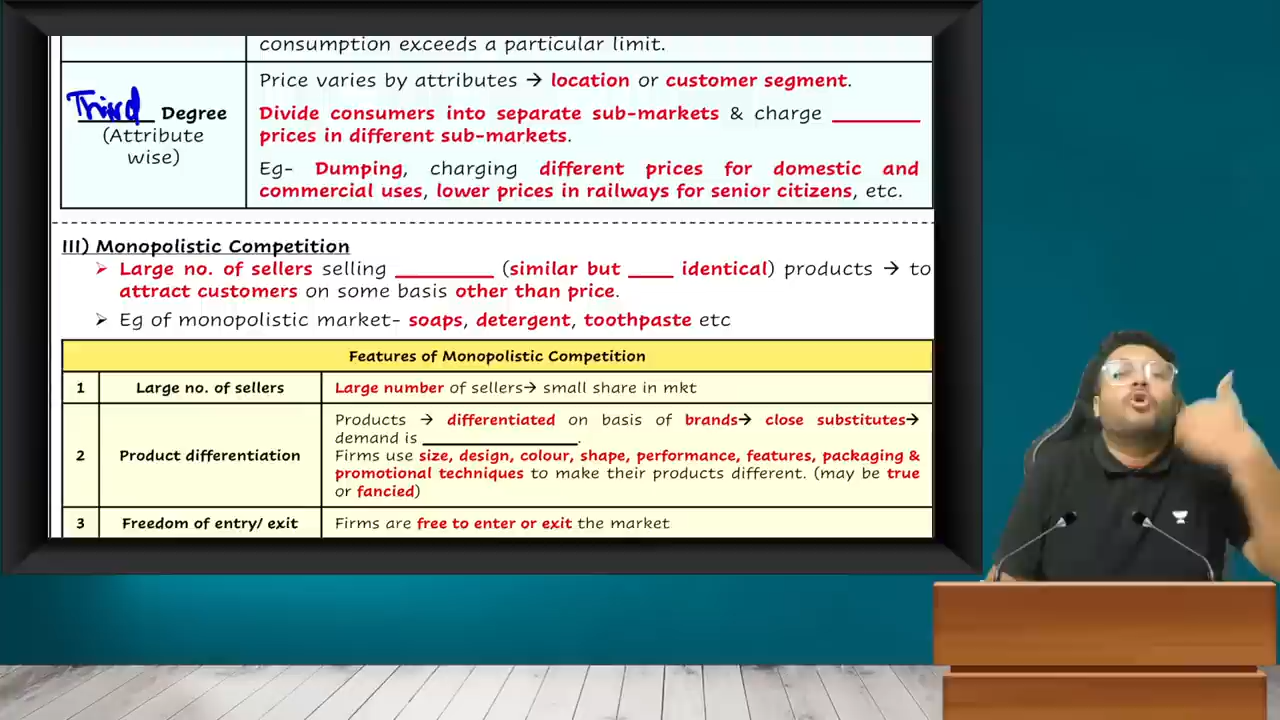 consumption exceeds a particular limit.
Third Degree
(Attribute
wise)
Price varies by attributes → location or customer segment.
Divide consumers into separate sub-markets & charge ________
prices in different sub-markets.
Eg- Dumping, charging different prices for domestic and
commercial uses, lower prices in railways for senior citizens, etc.
III) Monopolistic Competition
➢ Large no. of sellers selling _________ (similar but ____ identical) products → to
attract customers on some basis other than price.
➢ Eg of monopolistic market- soaps, detergent, toothpaste etc
Features of Monopolistic Competition
1 Large no. of sellers Large number of sellers→ small share in mkt
2 Product differentiation
Products → differentiated on basis of brands→ close substitutes→
demand is ______________.
Firms use size, design, colour, shape, performance, features, packaging &
promotional techniques to make their products different. (may be true
or fancied)
3 Freedom of entry/ exit Firms are free to enter or exit the market